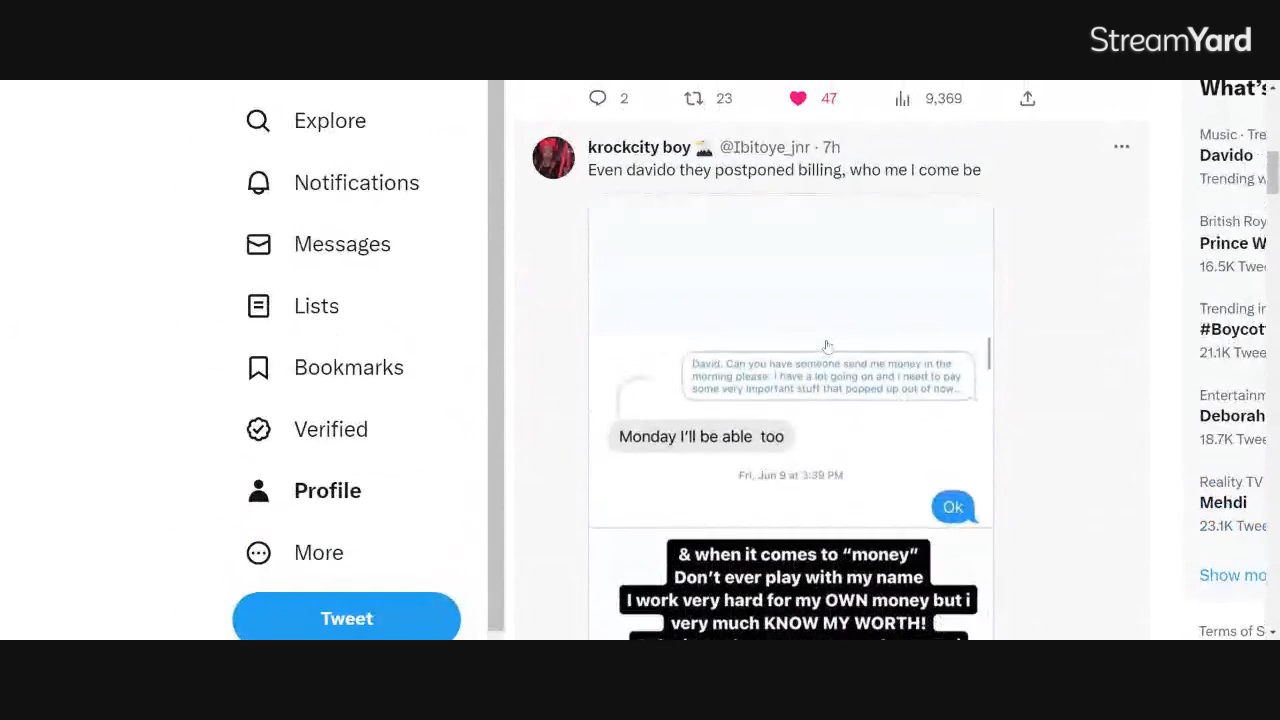 StreamYard
Explore
Notifications
Messages
Lists
Bookmarks
Verified
Profile
More
Tweet
2 23 47 9,369
krockcity boy @Ibitoye_jnr · 7h
Even davido they postponed billing, who me I come be
David. Can you have someone send me money in the
morning please. I have a lot going on and I need to pay
some very important stuff that popped up out of now...
Monday I'll be able too
Fri, Jun 9 at 3:39 PM
Ok
& when it comes to “money”
Don't ever play with my name
I work very hard for my OWN money but i
very much KNOW MY WORTH!
What's
Music · Tre
Davido
Trending w
British Roy
Prince W
16.5K Twee
Trending in
#Boycot
21.1K Twee
Entertainm
Deborah
18.7K Twee
Reality TV
Mehdi
23.1K Twee
Show mo
Terms of S